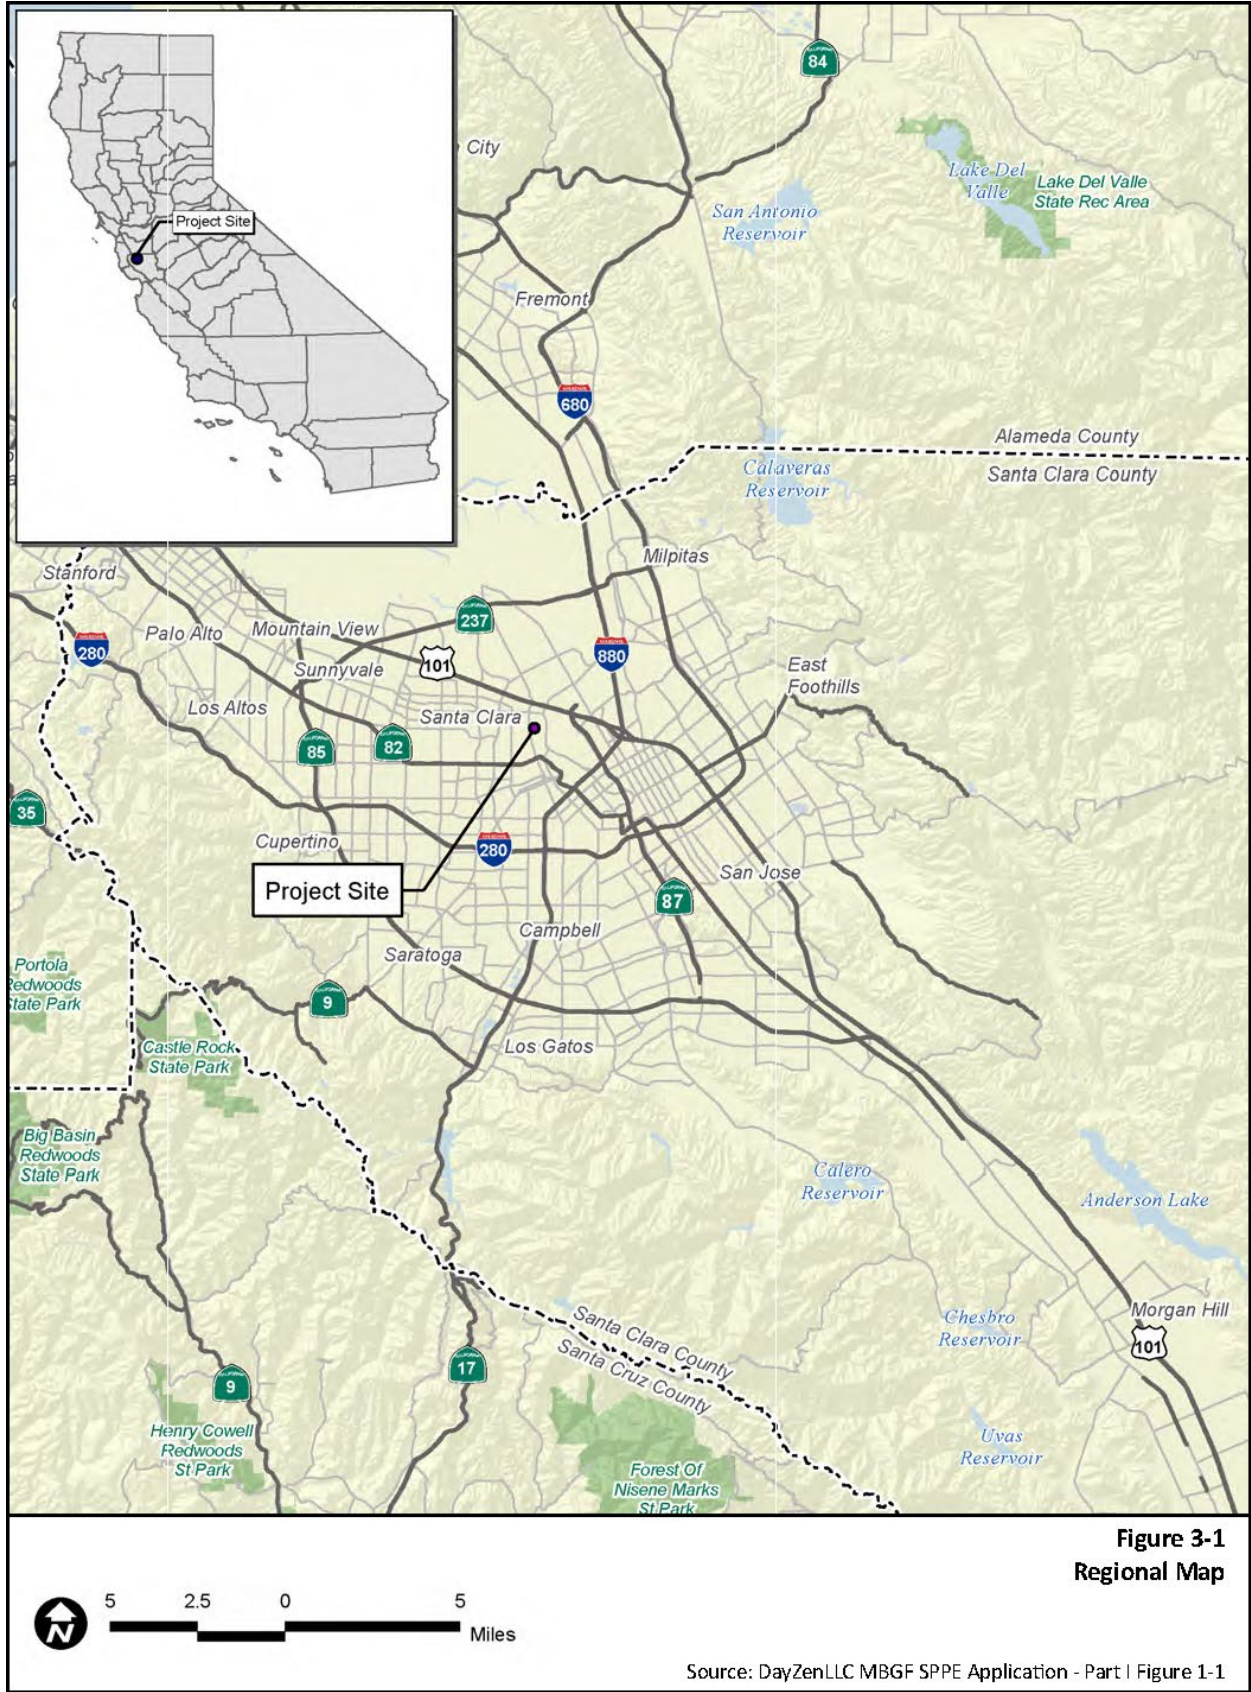 84
City
Project Site
Lake Del
Valle
Lake Del Valle
State Rec Area
San Antonio
Reservoir
Fremont
680
Alameda County
Santa Clara County
Calaveras
Reservoir
Milpitas
Stanford
237
Palo Alto
Mountain View
280
101
880
Sunnyvale
East
Foothills
Los Altos
Santa Clara
85
82
35
Cupertino
280
Project Site
San Jose
87
Campbell
Saratoga
Portola
Redwoods
State Park
9
Castle Rock
State Park
Los Gatos
Big Basin
Redwoods
State Park
Calero
Reservoir
Anderson Lake
Chesbro
Reservoir
Morgan Hill
101
Santa Clara County
Santa Cruz County
17
9
Henry Cowell
Redwoods
St Park
Uvas
Reservoir
Forest Of
Nisene Marks
St Park
Figure 3-1
Regional Map
N
5 2.5 0 5
Miles
Source: DayZenLLC MBGF SPPE Application - Part I Figure 1-1